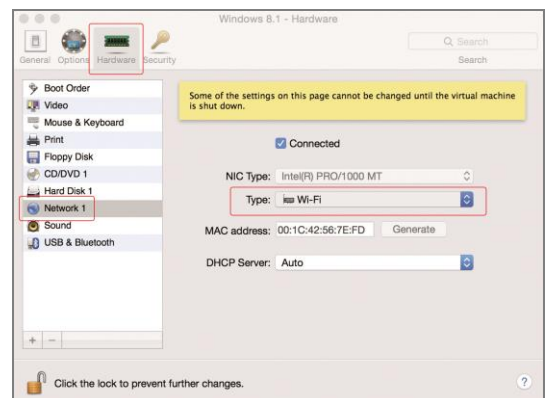 Windows 8.1 - Hardware
General Options Hardware Security
Search
Search
Boot Order
Video
Mouse & Keyboard
Print
Floppy Disk
CD/DVD 1
Hard Disk 1
Network 1
Sound
USB & Bluetooth
+ −
Some of the settings on this page cannot be changed until the virtual machine
is shut down.
Connected
NIC Type: Intel(R) PRO/1000 MT
Type: Wi-Fi
MAC address: 00:1C:42:56:7E:FD Generate
DHCP Server: Auto
Click the lock to prevent further changes.
?